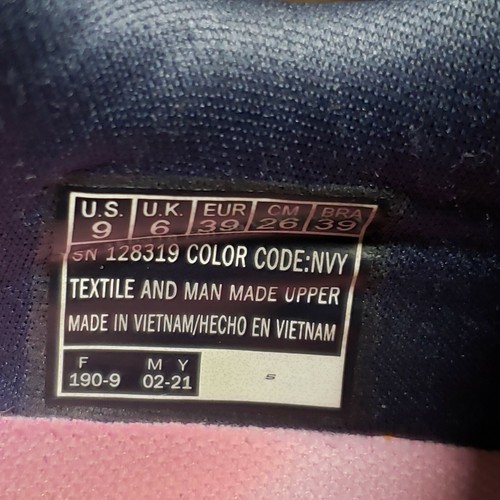 U.S. U.K. EUR CM BRA
9 6 39 26 39
SN 128319 COLOR CODE:NVY
TEXTILE AND MAN MADE UPPER
MADE IN VIETNAM/HECHO EN VIETNAM
F M Y
190-9 02-21